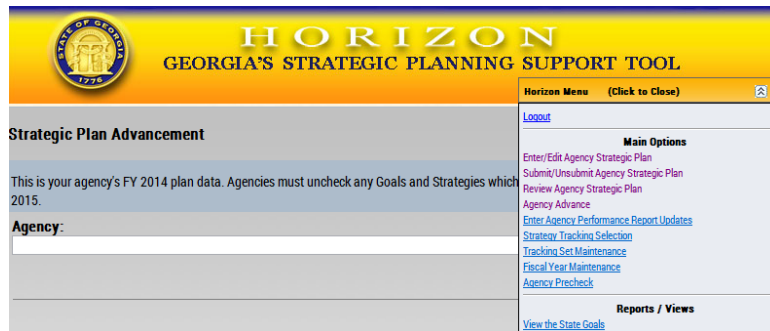 STATE OF GEORGIA
1776
HORIZON
GEORGIA'S STRATEGIC PLANNING SUPPORT TOOL
Horizon Menu (Click to Close)
Logout
Main Options
Enter/Edit Agency Strategic Plan
Submit/Unsubmit Agency Strategic Plan
Review Agency Strategic Plan
Agency Advance
Enter Agency Performance Report Updates
Strategy Tracking Selection
Tracking Set Maintenance
Fiscal Year Maintenance
Agency Precheck
Reports / Views
View the State Goals
Strategic Plan Advancement
This is your agency's FY 2014 plan data. Agencies must uncheck any Goals and Strategies which
2015.
Agency: